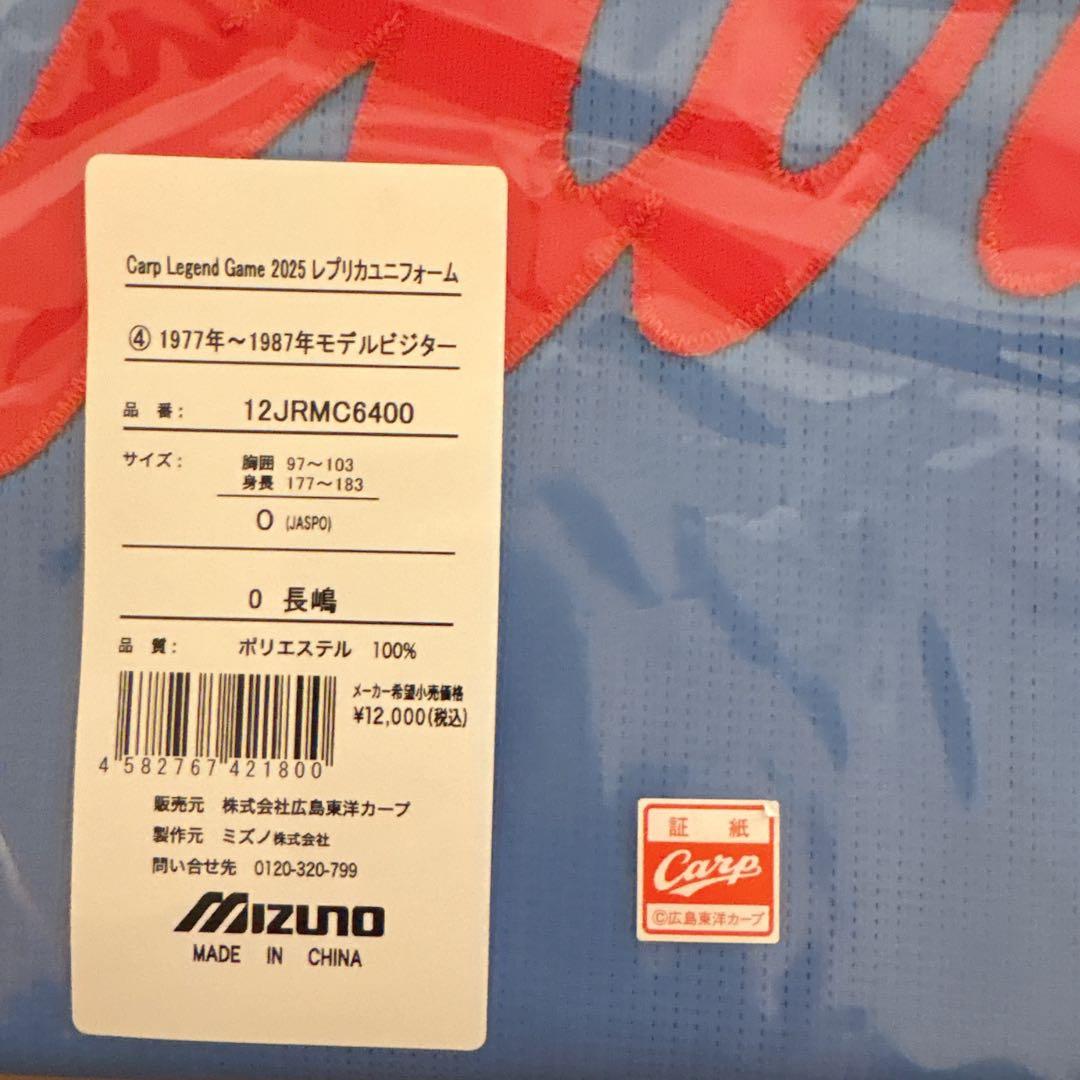 Carp Legend Game 2025 レプリカユニフォーム
④ 1977年～1987年モデルビジター
品 番： 12JRMC6400
サイズ： 胸囲 97～103
身長 177～183
O (JASPO)
0 長嶋
品 質： ポリエステル 100%
メーカー希望小売価格
¥12,000(税込)
4 582767 421800
販売元 株式会社広島東洋カープ
製作元 ミズノ株式会社
問い合せ先 0120-320-799
MIZUNO
MADE IN CHINA
証 紙
Carp
©広島東洋カープ